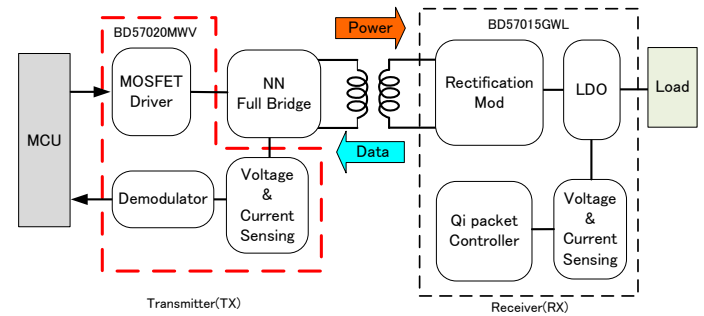 BD57020MWV
Power
BD57015GWL
MCU
MOSFET
Driver
NN
Full Bridge
Rectification
Mod
LDO
Load
Data
Demodulator
Voltage
&
Current
Sensing
Qi packet
Controller
Voltage
&
Current
Sensing
Transmitter(TX)
Receiver(RX)